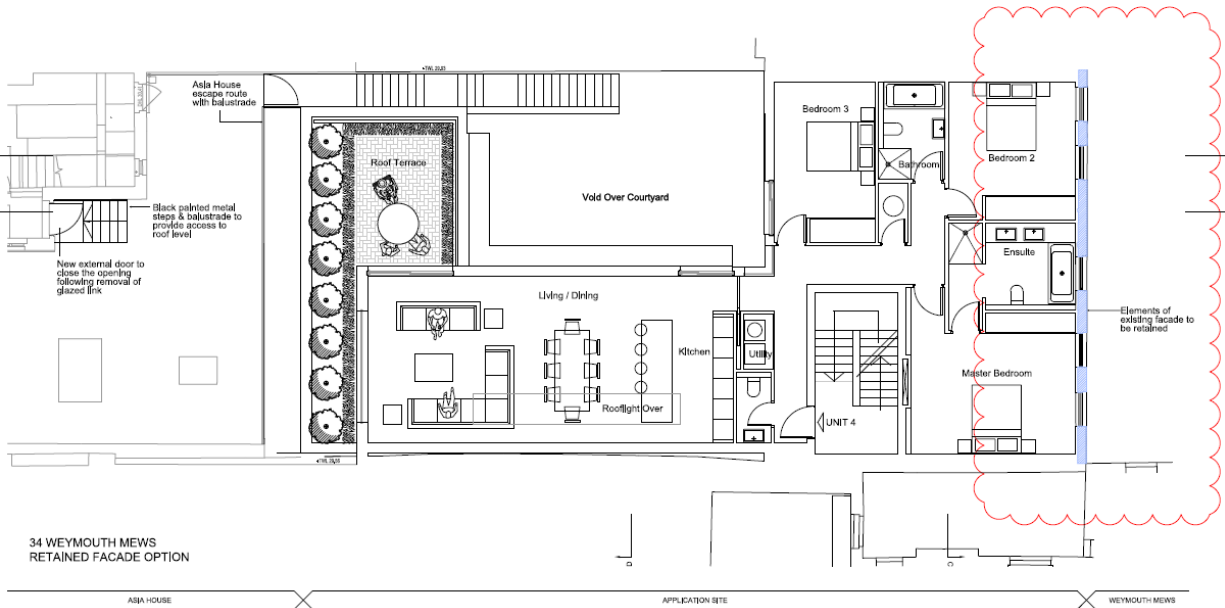 +TWL 20.85
Asia House
escape route
with balustrade
Bedroom 3
Bathroom
Bedroom 2
Roof Terrace
Void Over Courtyard
Black painted metal
steps & balustrade to
provide access to
roof level
New external door to
close the opening
following removal of
glazed link
Ensuite
Living / Dining
Elements of
existing facade to
be retained
Kitchen
Utility
Master Bedroom
Rooflight Over
UNIT 4
34 WEYMOUTH MEWS
RETAINED FACADE OPTION
ASIA HOUSE
APPLICATION SITE
WEYMOUTH MEWS